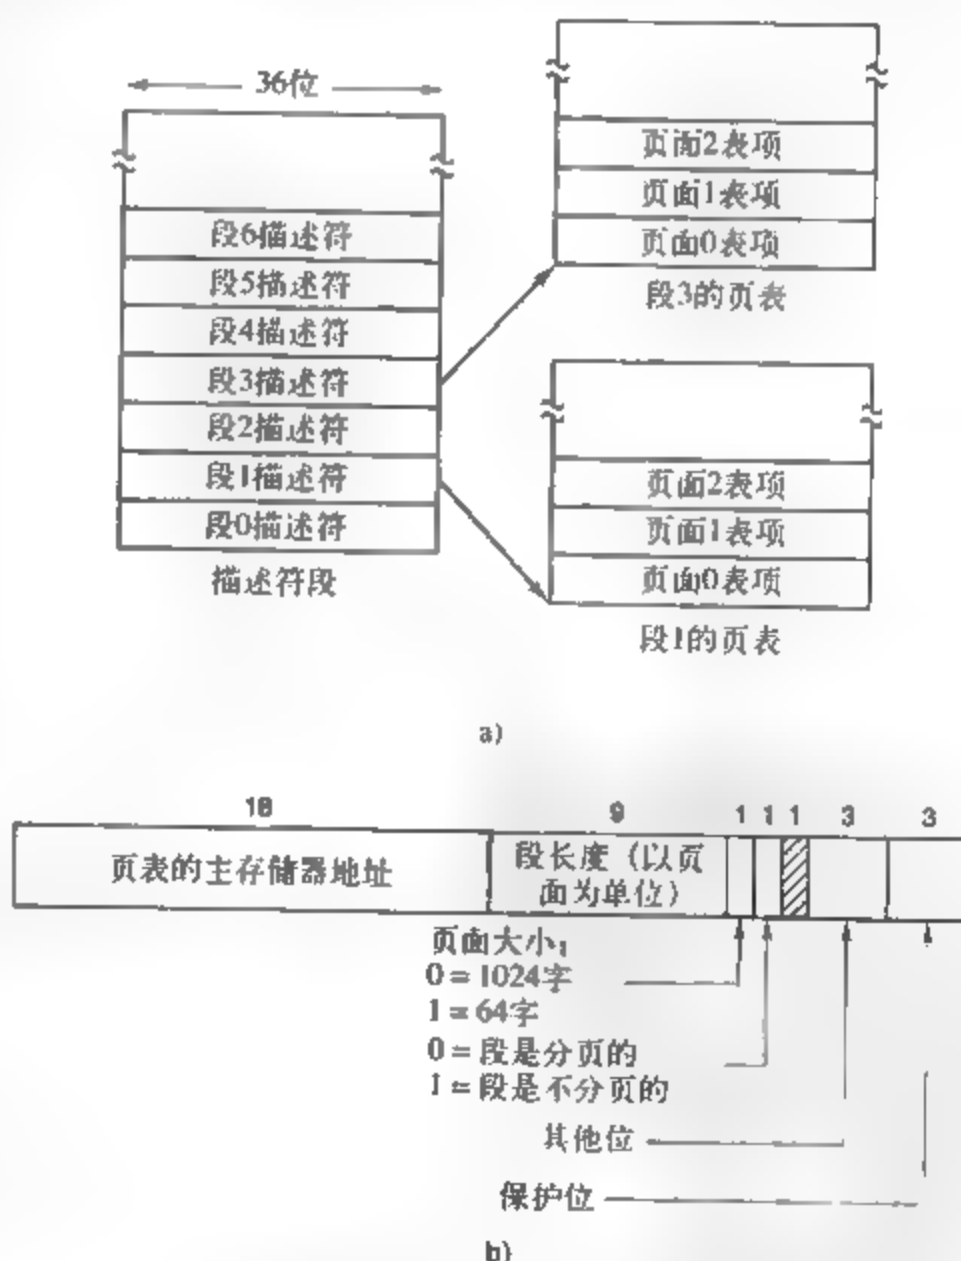 36位
段6描述符
段5描述符
段4描述符
段3描述符
段2描述符
段1描述符
段0描述符
描述符段
页面2表项
页面1表项
页面0表项
段3的页表
页面2表项
页面1表项
页面0表项
段1的页表
a)
18 9 1 1 1 3 3
页表的主存储器地址
段长度（以页
面为单位）
页面大小：
0 = 1024字
1 = 64字
0 = 段是分页的
1 = 段是不分页的
其他位
保护位
b)